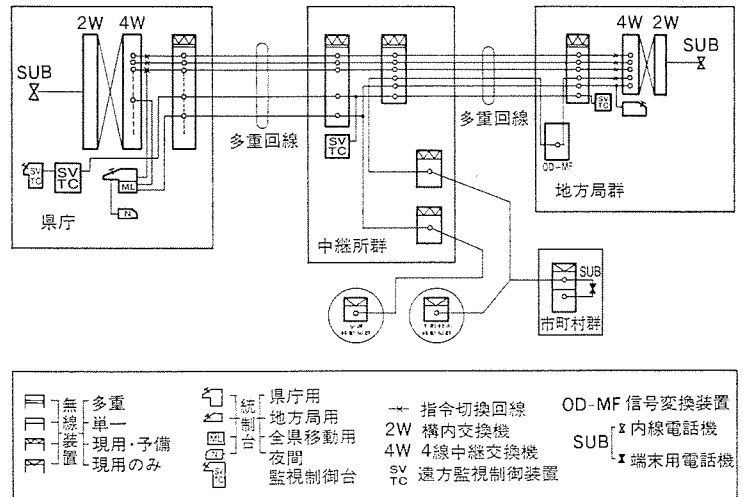 2W 4W
SUB
SV
TC
SV
TC
ML
N
県庁
多重回線
SV
TC
中継所群
多重回線
4W 2W
SUB
SV
TC
OD-MF
地方局群
SUB
市町村群
無線装置
多重
単一
現用・予備
現用のみ
統制台
県庁用
地方局用
ML 全県移動用
N 夜間
SV
TC
監視制御台
指令切換回線
2W 構内交換機
4W 4線中継交換機
SV
TC 遠方監視制御装置
OD-MF 信号変換装置
SUB
内線電話機
端末用電話機